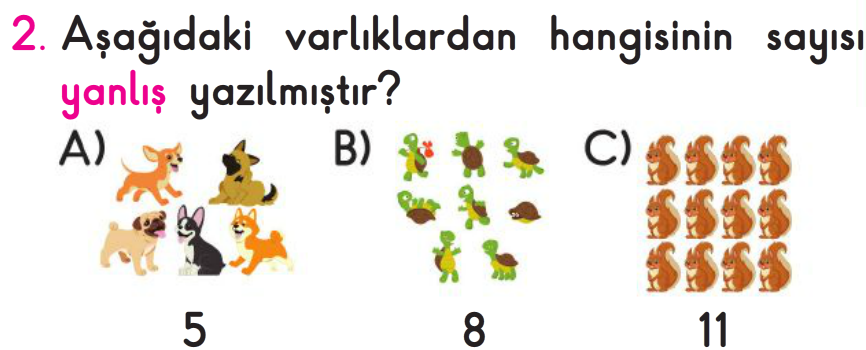 2. Aşağıdaki varlıklardan hangisinin sayısı
yanlış yazılmıştır?
A) B) C)
5 8 11